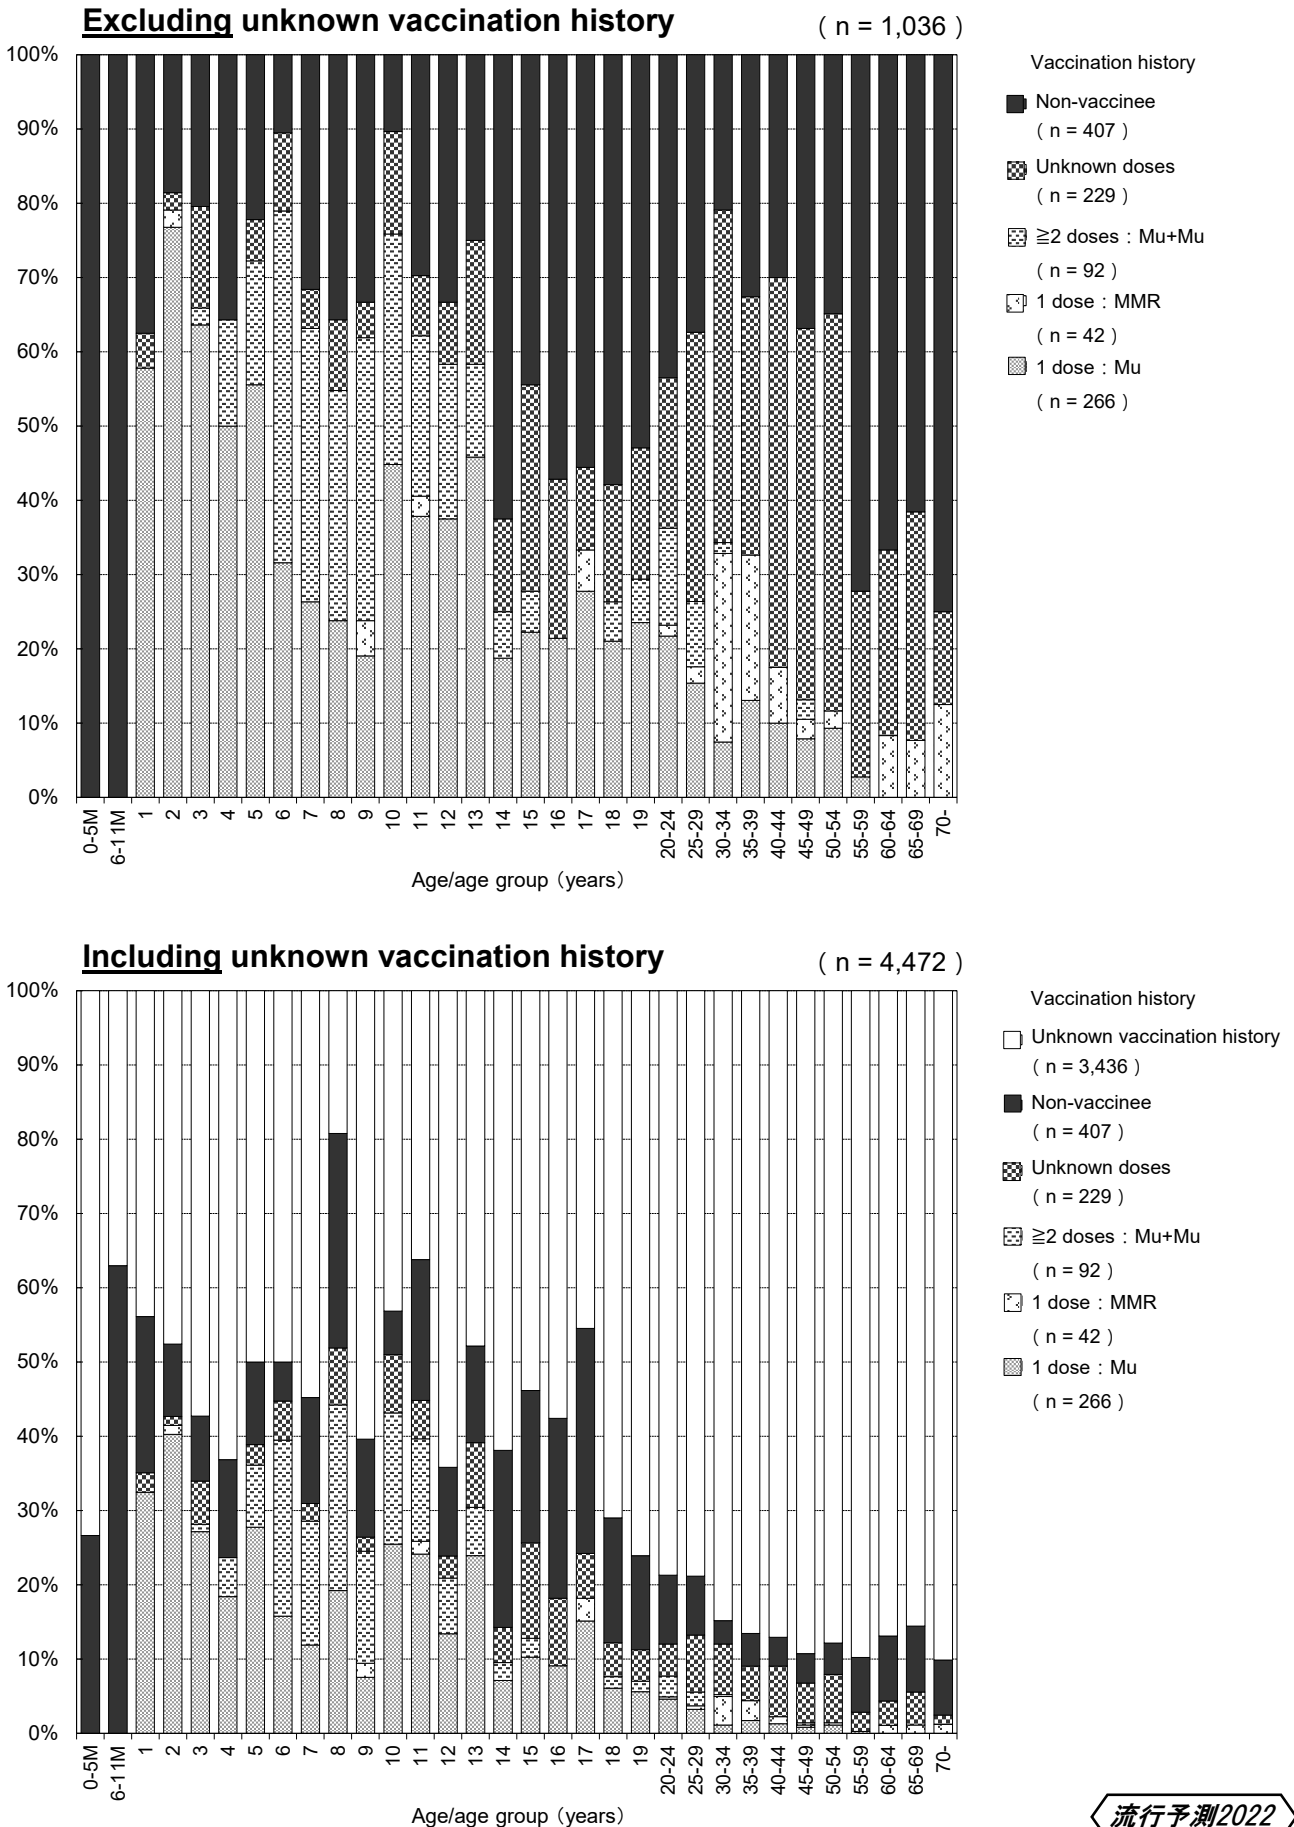 Excluding unknown vaccination history
( n = 1,036 )
100%
90%
80%
70%
60%
50%
40%
30%
20%
10%
0%
0-5M
6-11M
1
2
3
4
5
6
7
8
9
10
11
12
13
14
15
16
17
18
19
20-24
25-29
30-34
35-39
40-44
45-49
50-54
55-59
60-64
65-69
70-
Age/age group (years)
Vaccination history
Non-vaccinee
( n = 407 )
Unknown doses
( n = 229 )
≧2 doses : Mu+Mu
( n = 92 )
1 dose : MMR
( n = 42 )
1 dose : Mu
( n = 266 )
Including unknown vaccination history
( n = 4,472 )
100%
90%
80%
70%
60%
50%
40%
30%
20%
10%
0%
0-5M
6-11M
1
2
3
4
5
6
7
8
9
10
11
12
13
14
15
16
17
18
19
20-24
25-29
30-34
35-39
40-44
45-49
50-54
55-59
60-64
65-69
70-
Age/age group (years)
Vaccination history
Unknown vaccination history
( n = 3,436 )
Non-vaccinee
( n = 407 )
Unknown doses
( n = 229 )
≧2 doses : Mu+Mu
( n = 92 )
1 dose : MMR
( n = 42 )
1 dose : Mu
( n = 266 )
流行予測2022